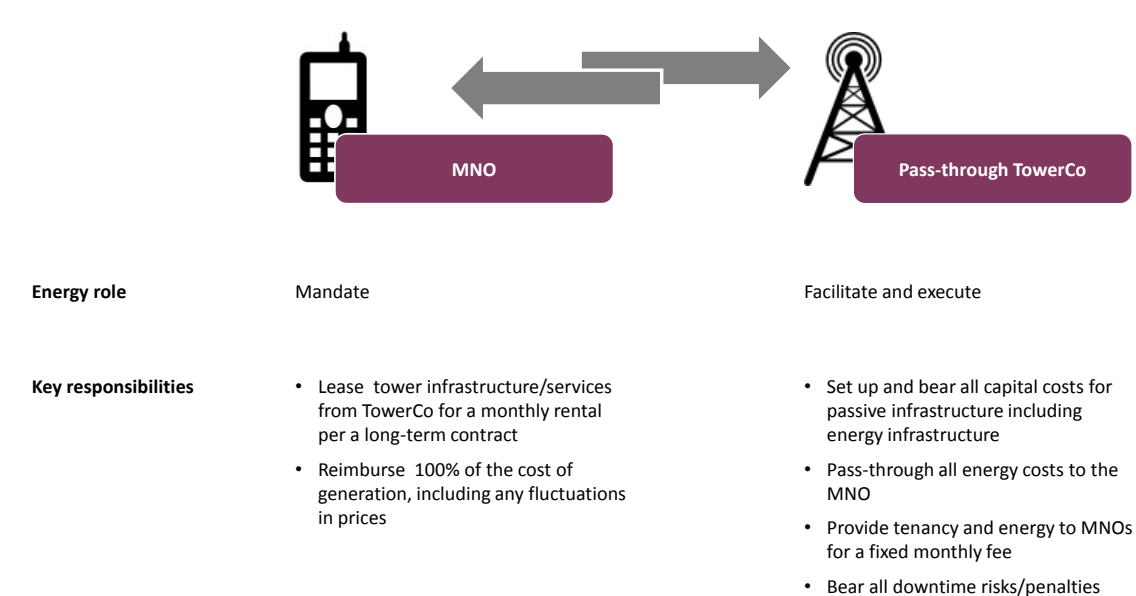 MNO
Pass-through TowerCo
Energy role
Mandate
Facilitate and execute
Key responsibilities
• Lease tower infrastructure/services
from TowerCo for a monthly rental
per a long-term contract
• Reimburse 100% of the cost of
generation, including any fluctuations
in prices
• Set up and bear all capital costs for
passive infrastructure including
energy infrastructure
• Pass-through all energy costs to the
MNO
• Provide tenancy and energy to MNOs
for a fixed monthly fee
• Bear all downtime risks/penalties